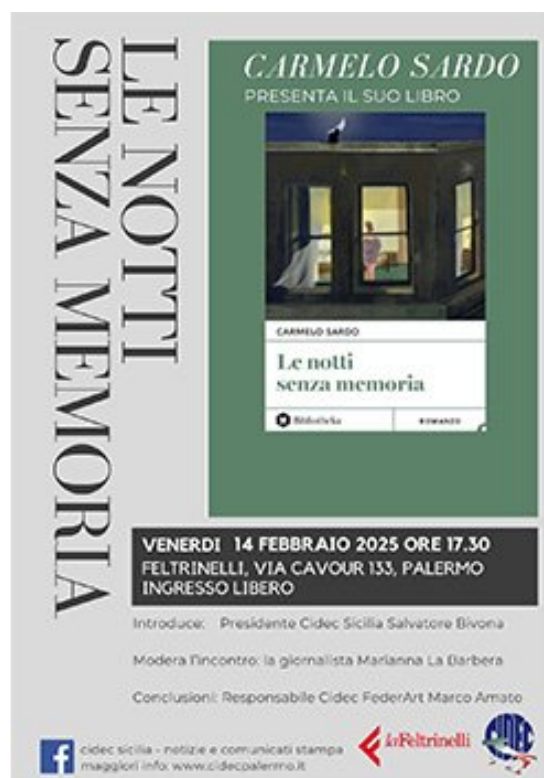 LE NOTTI
SENZA MEMORIA
CARMELO SARDO
PRESENTA IL SUO LIBRO
CARMELO SARDO
Le notti
senza memoria
Bibliotheka
ROMANZO
VENERDI 14 FEBBRAIO 2025 ORE 17.30
FELTRINELLI, VIA CAVOUR 133, PALERMO
INGRESSO LIBERO
Introduce: Presidente Cidec Sicilia Salvatore Bivona
Modera l'incontro: la giornalista Marianna La Barbera
Conclusioni: Responsabile Cidec FederArt Marco Amato
cidec sicilia - notizie e comunicati stampa
maggiori info: www.cidecpalermo.it
laFeltrinelli
CIDEC